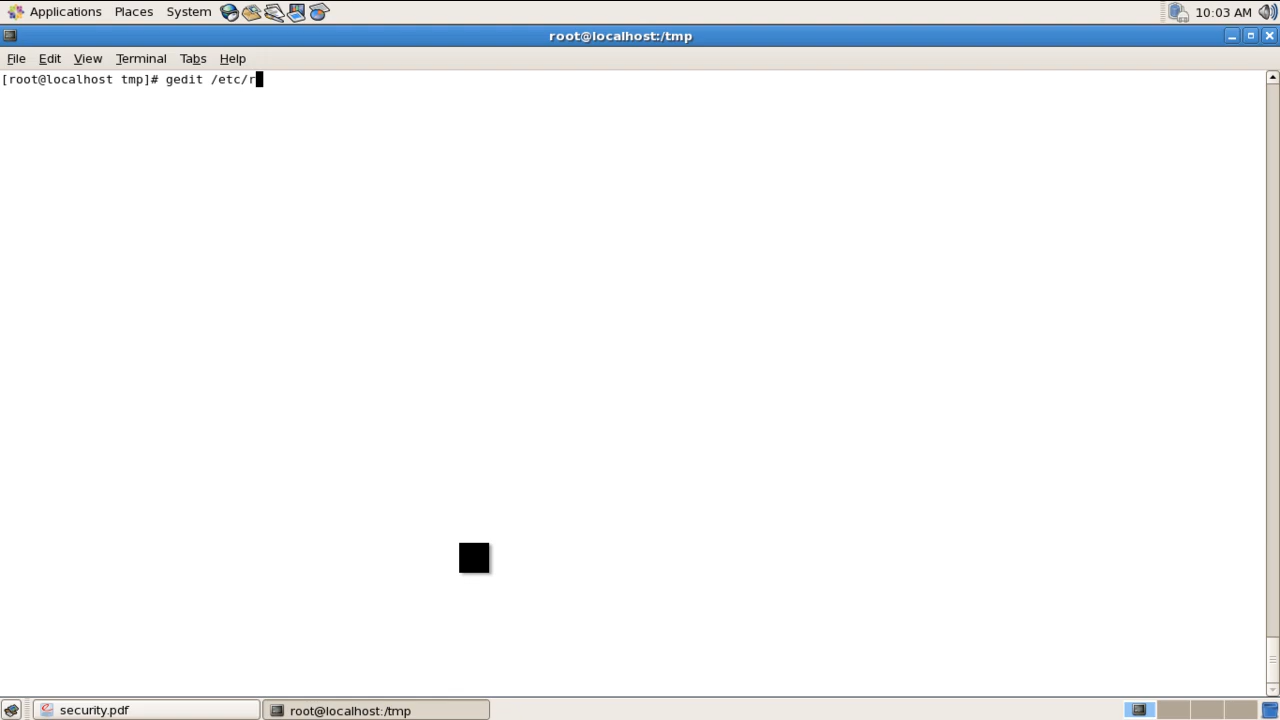 Applications Places System 10:03 AM
root@localhost:/tmp
File Edit View Terminal Tabs Help
[root@localhost tmp]# gedit /etc/r
security.pdf root@localhost:/tmp